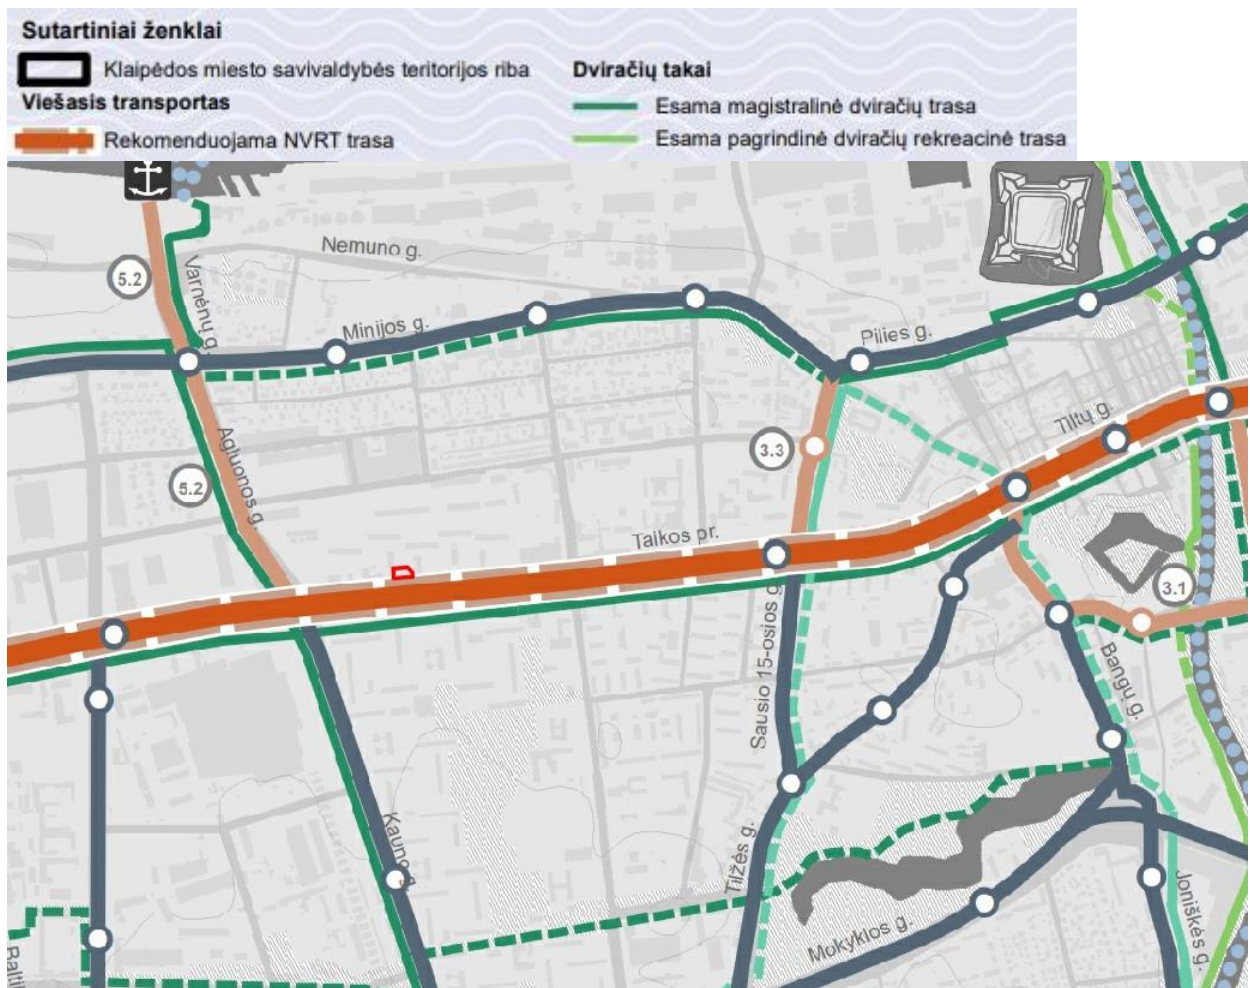 Sutartiniai ženklai
Klaipėdos miesto savivaldybės teritorijos riba
Dviračių takai
Viešasis transportas
Esama magistralinė dviračių trasa
Rekomenduojama NVRT trasa
Esama pagrindinė dviračių rekreacinė trasa
Nemuno g.
5.2
Varnėnų g.
Minijos g.
Pilies g.
Tiltų g.
Agluonos g.
3.3
5.2
Taikos pr.
3.1
Sausio 15-osios g.
Bangų g.
Kauno g.
Tilžės g.
Joniškės g.
Mokyklos g.
Balti